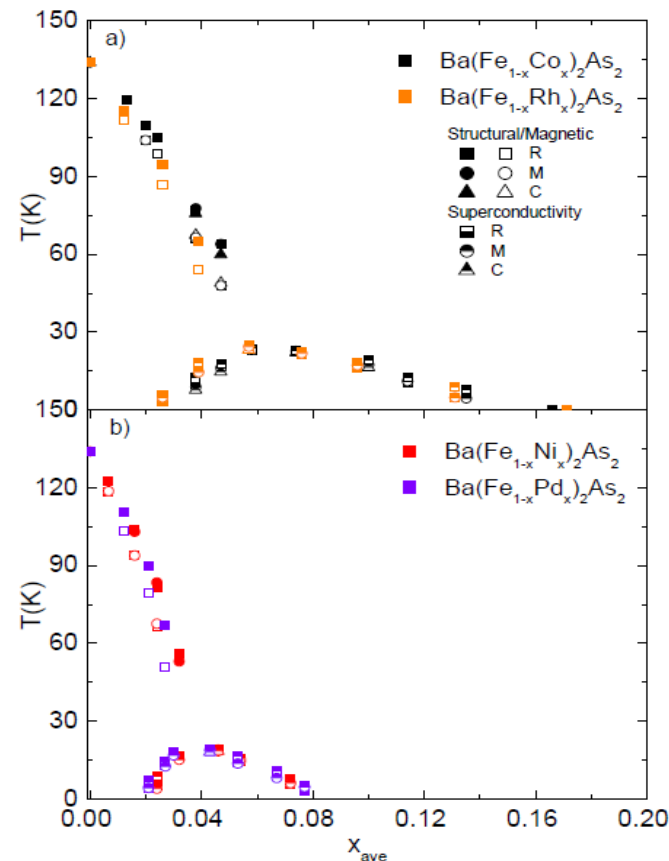 150
a)
Ba(Fe1-xCox)2As2
Ba(Fe1-xRhx)2As2
120
Structural/Magnetic
R
M
C
Superconductivity
R
M
C
90
T(K)
60
30
150
b)
Ba(Fe1-xNix)2As2
Ba(Fe1-xPdx)2As2
120
90
T(K)
60
30
0
0.00 0.04 0.08 0.12 0.16 0.20
xave